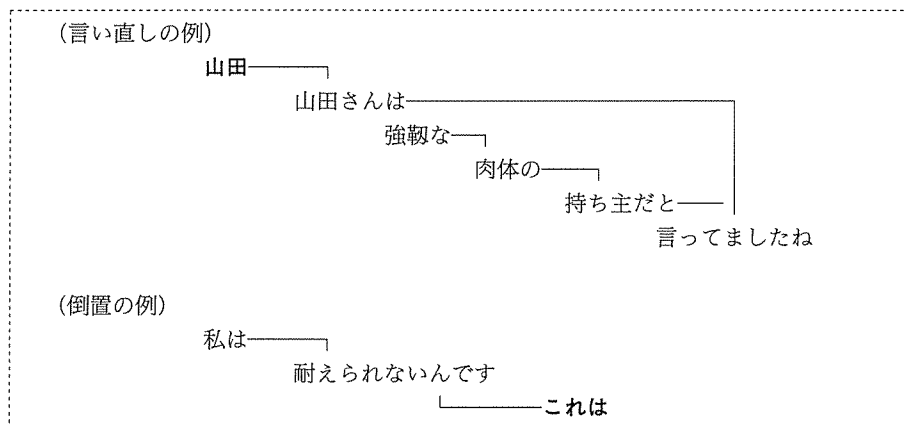 (言い直しの例)
山田
山田さんは
強靱な
肉体の
持ち主だと
言ってましたね
(倒置の例)
私は
耐えられないんです
これは